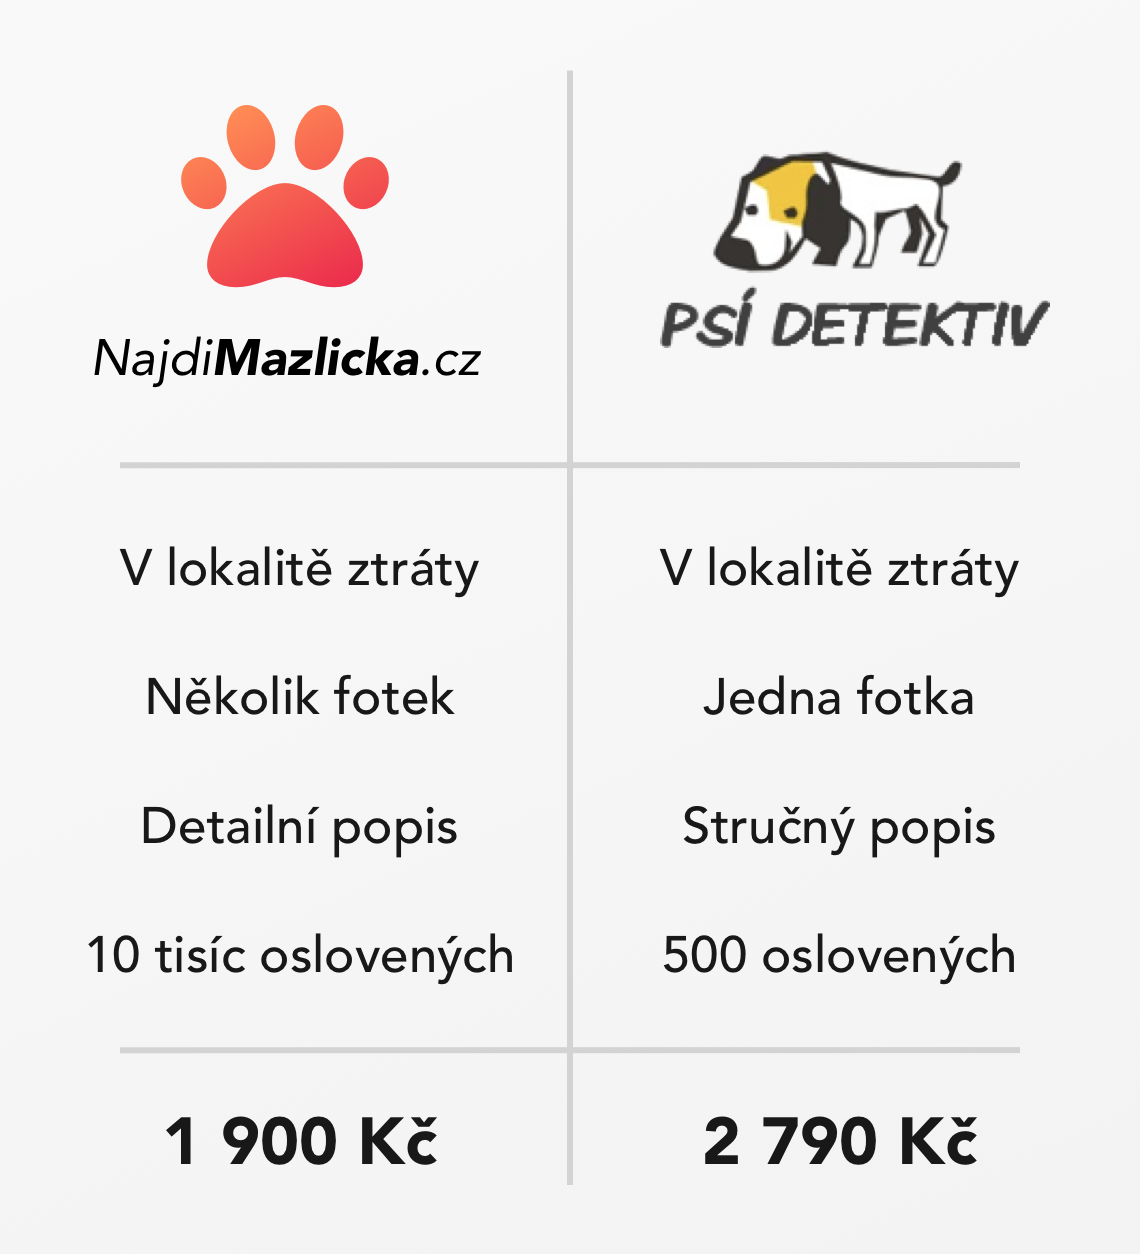 NajdiMazlicka.cz
PSÍ DETEKTIV
V lokalitě ztráty
V lokalitě ztráty
Několik fotek
Jedna fotka
Detailní popis
Stručný popis
10 tisíc oslovených
500 oslovených
1 900 Kč
2 790 Kč